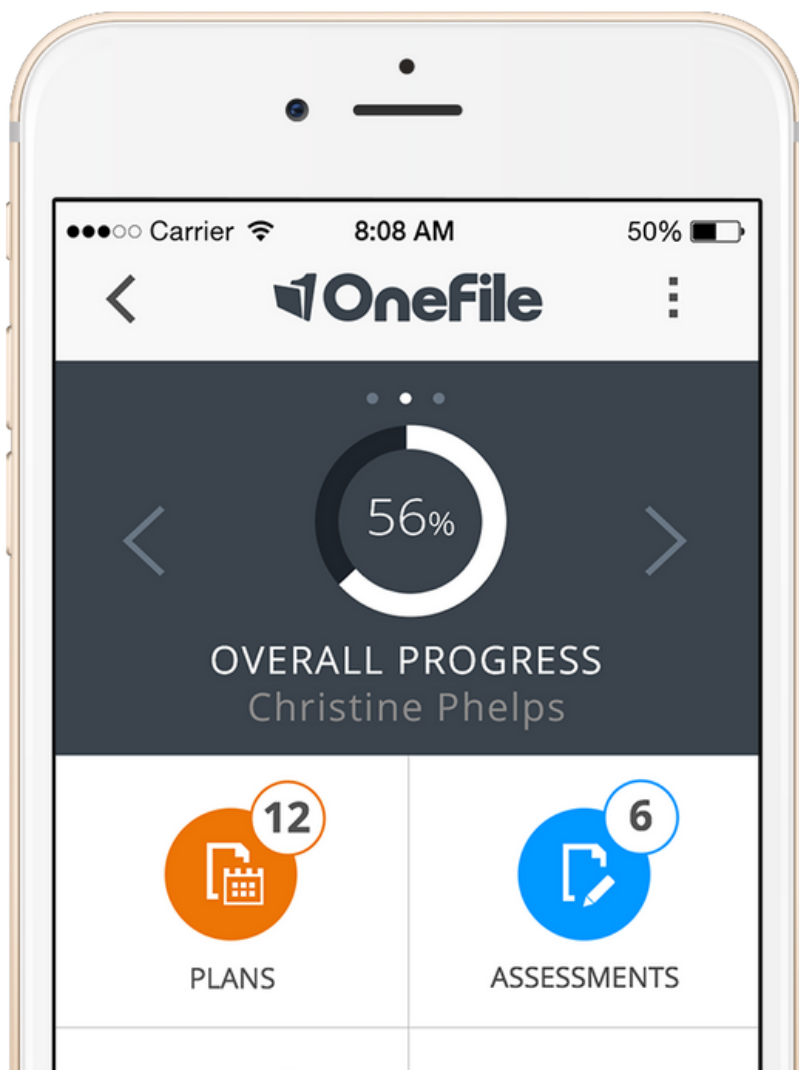 Carrier 8:08 AM 50%
OneFile
56%
OVERALL PROGRESS
Christine Phelps
12 6
PLANS ASSESSMENTS